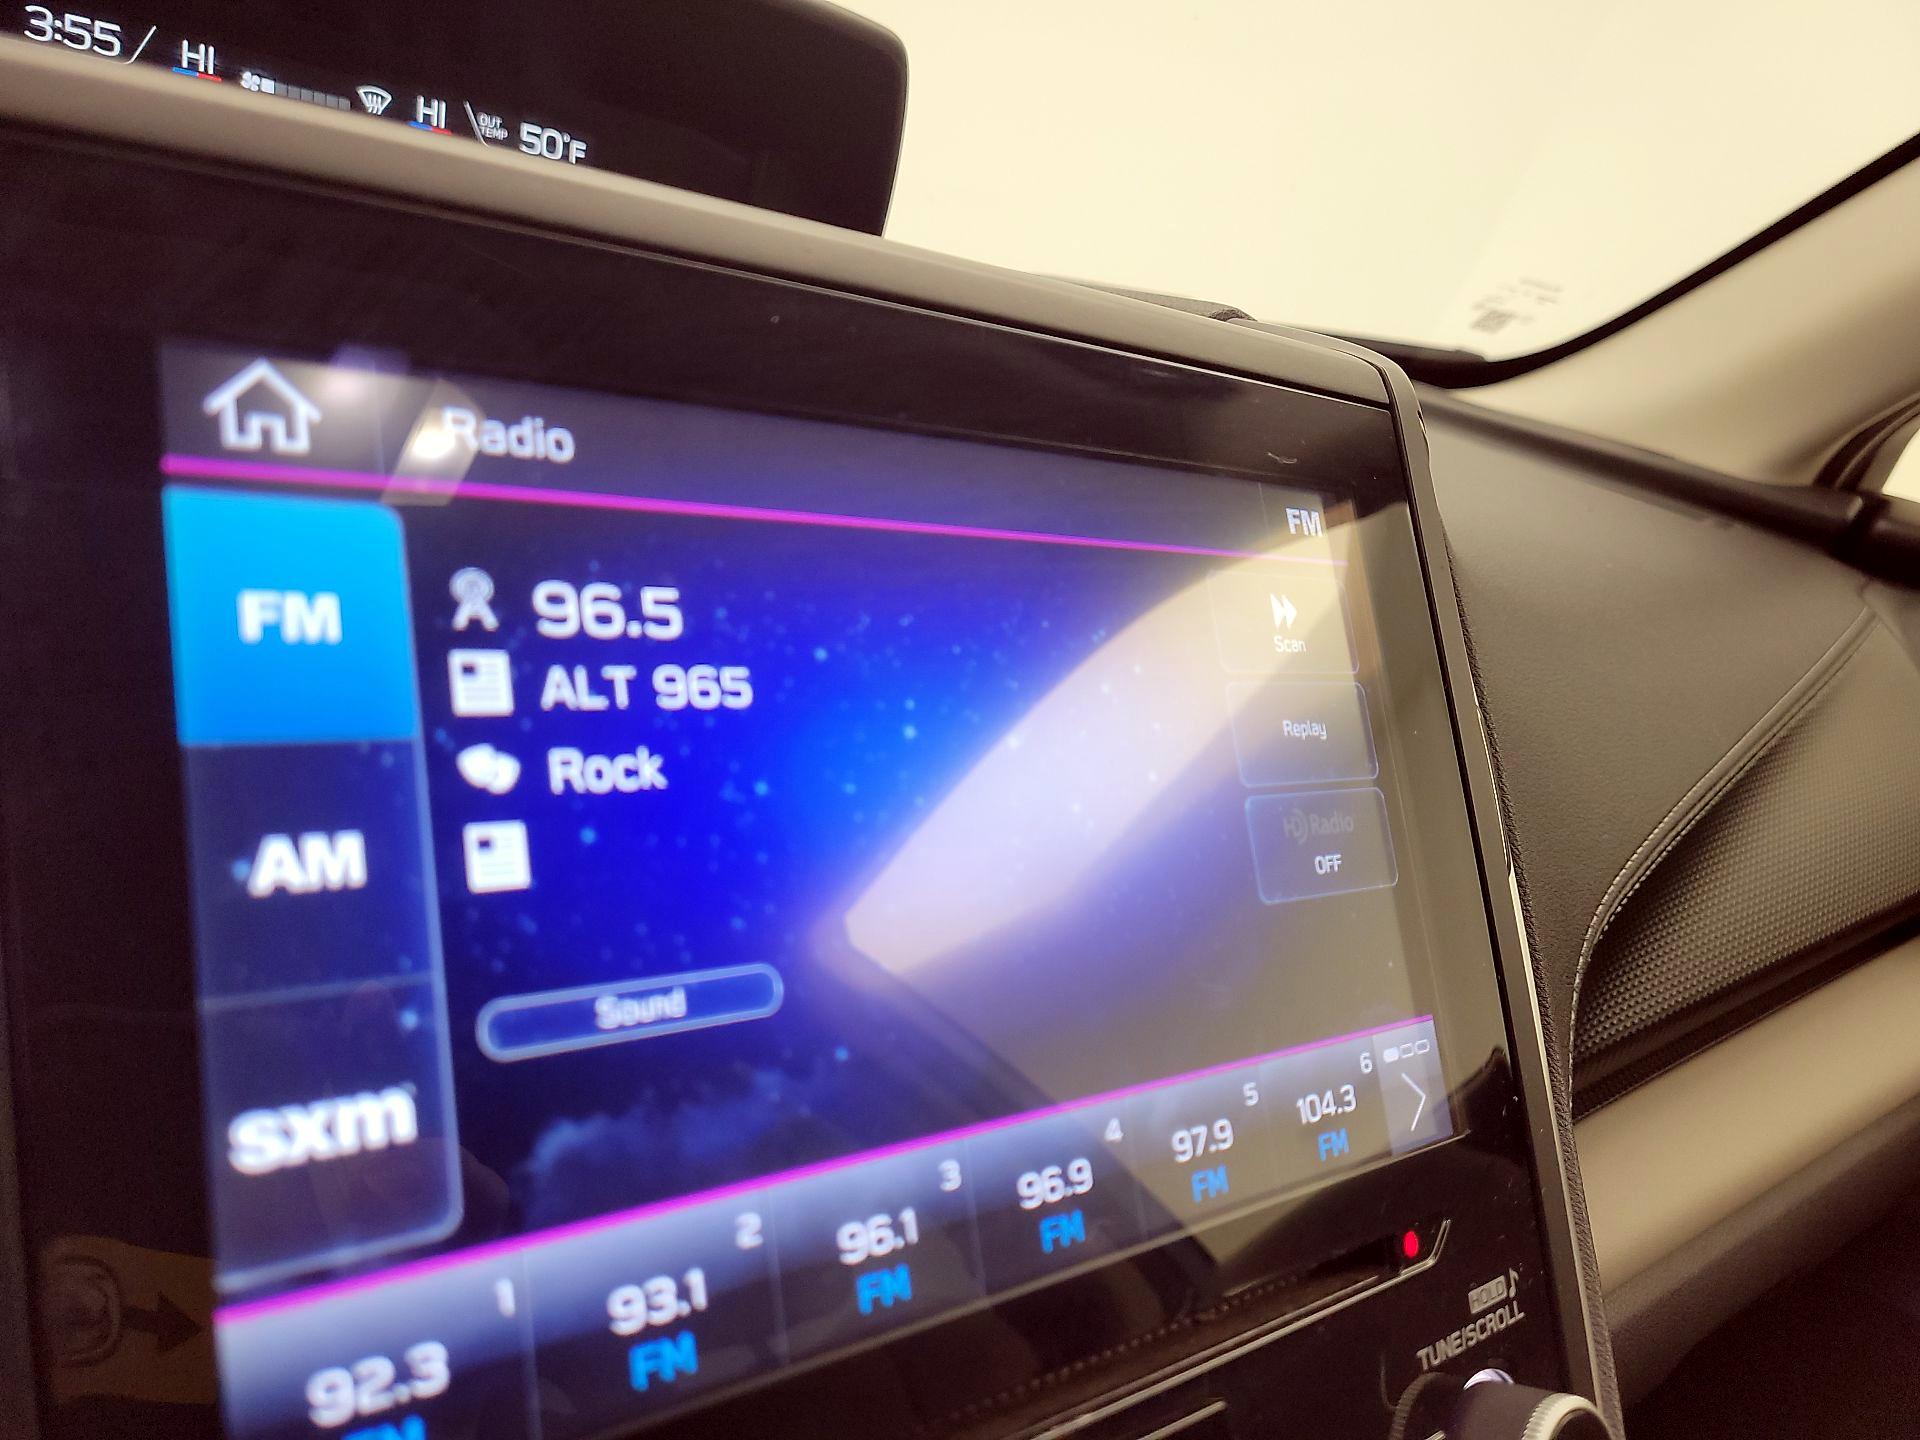 3:55 HI HI OUT TEMP 50°F
Radio
FM
FM
96.5
ALT 965
Rock
Scan
Replay
HD Radio
OFF
AM
sxm
Sound
1
92.3
FM
2
93.1
FM
3
96.1
FM
4
96.9
FM
5
97.9
FM
6
104.3
FM
HOLD
TUNE/SCROLL